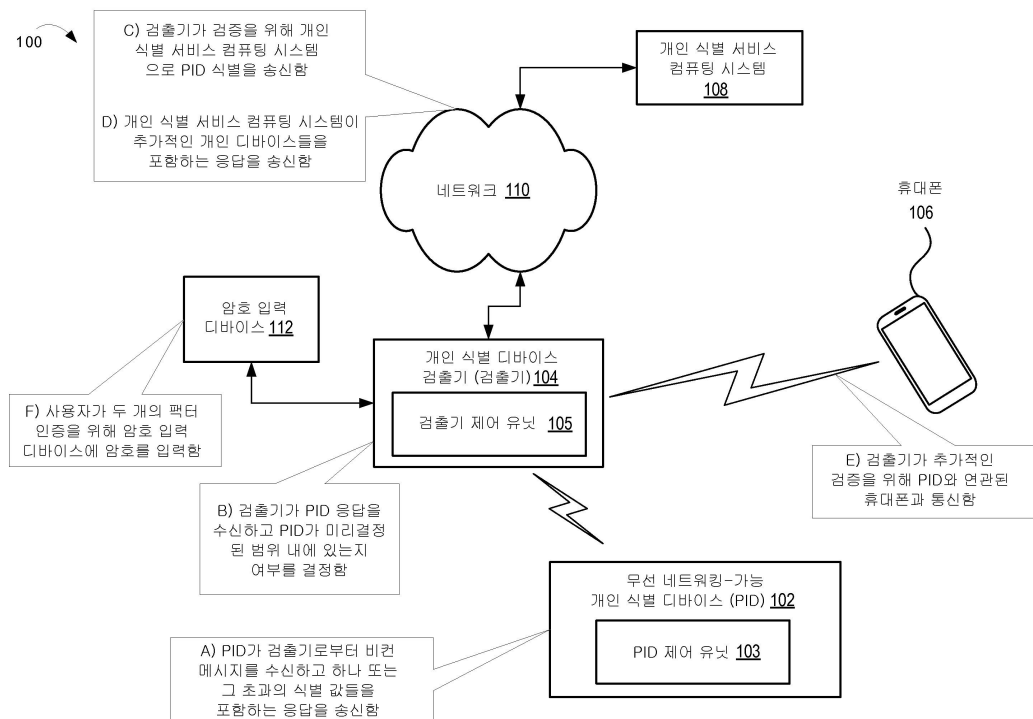 100
C) 검출기가 검증을 위해 개인
식별 서비스 컴퓨팅 시스템
으로 PID 식별을 송신함
D) 개인 식별 서비스 컴퓨팅 시스템이
추가적인 개인 디바이스들을
포함하는 응답을 송신함
개인 식별 서비스
컴퓨팅 시스템
108
네트워크 110
휴대폰
106
암호 입력
디바이스 112
개인 식별 디바이스
검출기 (검출기) 104
검출기 제어 유닛 105
F) 사용자가 두 개의 팩터
인증을 위해 암호 입력
디바이스에 암호를 입력함
E) 검출기가 추가적인
검증을 위해 PID와 연관된
휴대폰과 통신함
B) 검출기가 PID 응답을
수신하고 PID가 미리결정
된 범위 내에 있는지
여부를 결정함
무선 네트워킹-가능
개인 식별 디바이스 (PID) 102
PID 제어 유닛 103
A) PID가 검출기로부터 비컨
메시지를 수신하고 하나 또는
그 초과의 식별 값들을
포함하는 응답을 송신함